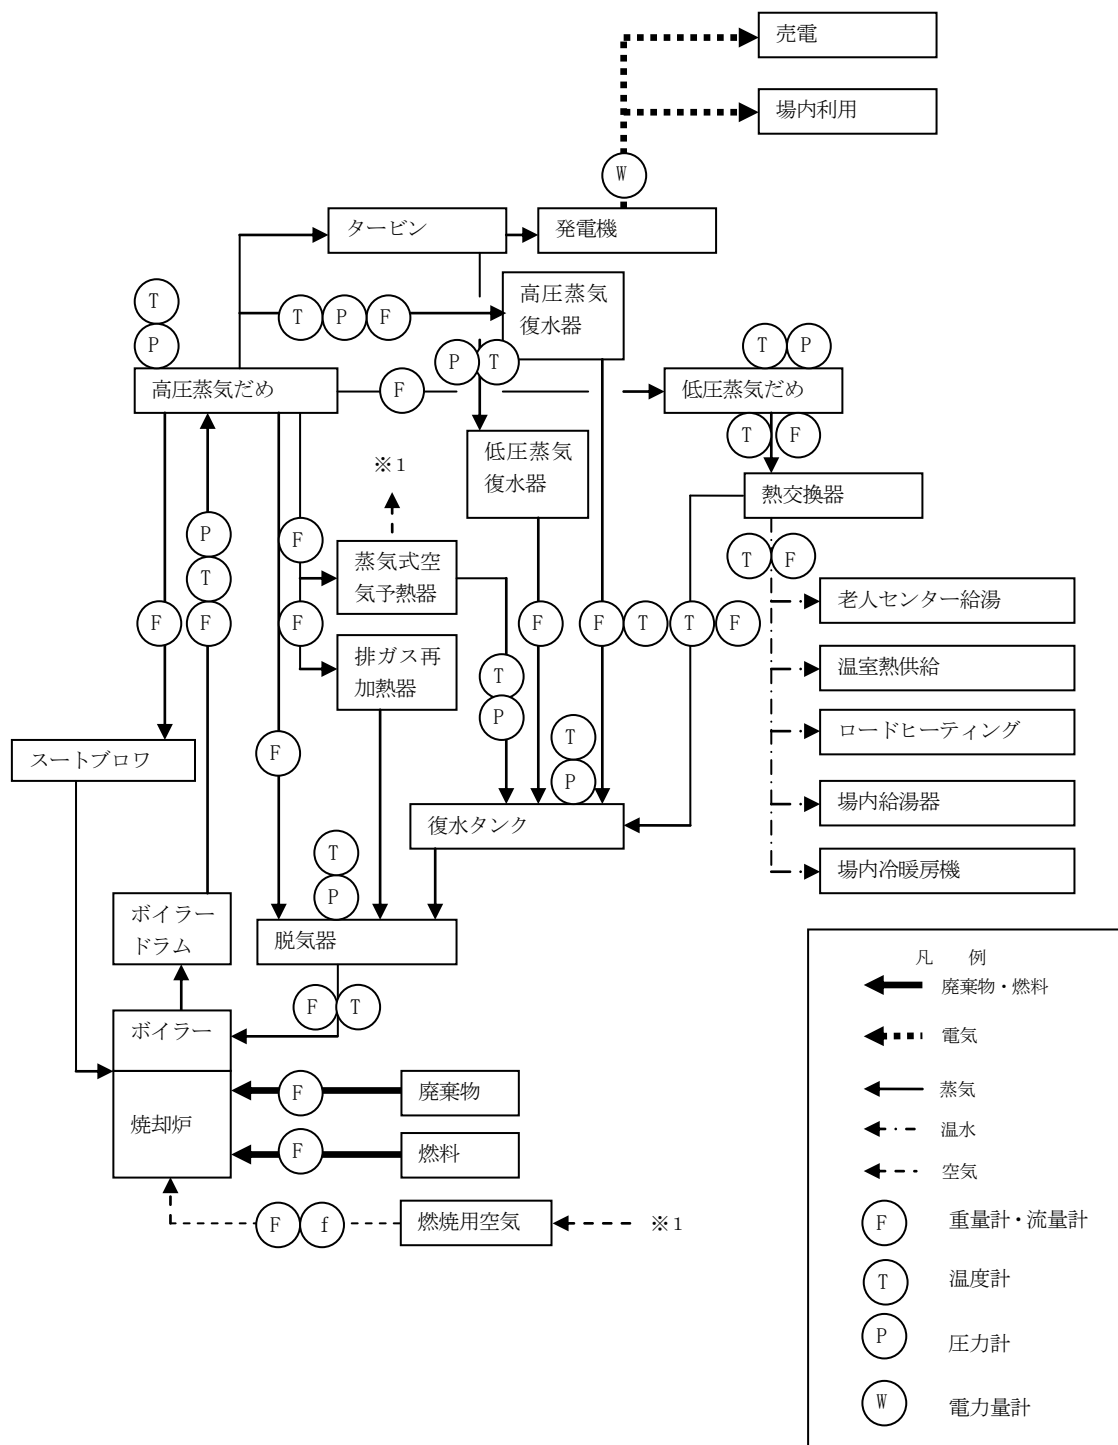 売電
場内利用
W
タービン
発電機
T
P
T
P
F
高圧蒸気
復水器
P
T
T
P
高圧蒸気だめ
F
低圧蒸気だめ
T
F
※1
低圧蒸気
復水器
熱交換器
P
T
F
F
F
F
蒸気式空
気予熱器
T
F
老人センター給湯
F
F
T
T
F
排ガス再
加熱器
温室熱供給
T
P
ロードヒーティング
T
P
F
スートブロワ
場内給湯器
復水タンク
T
P
場内冷暖房機
ボイラー
ドラム
脱気器
F
T
ボイラー
焼却炉
F
廃棄物
F
燃料
F
f
燃焼用空気
※1
凡 例
廃棄物・燃料
電気
蒸気
温水
空気
F
重量計・流量計
T
温度計
P
圧力計
W
電力量計